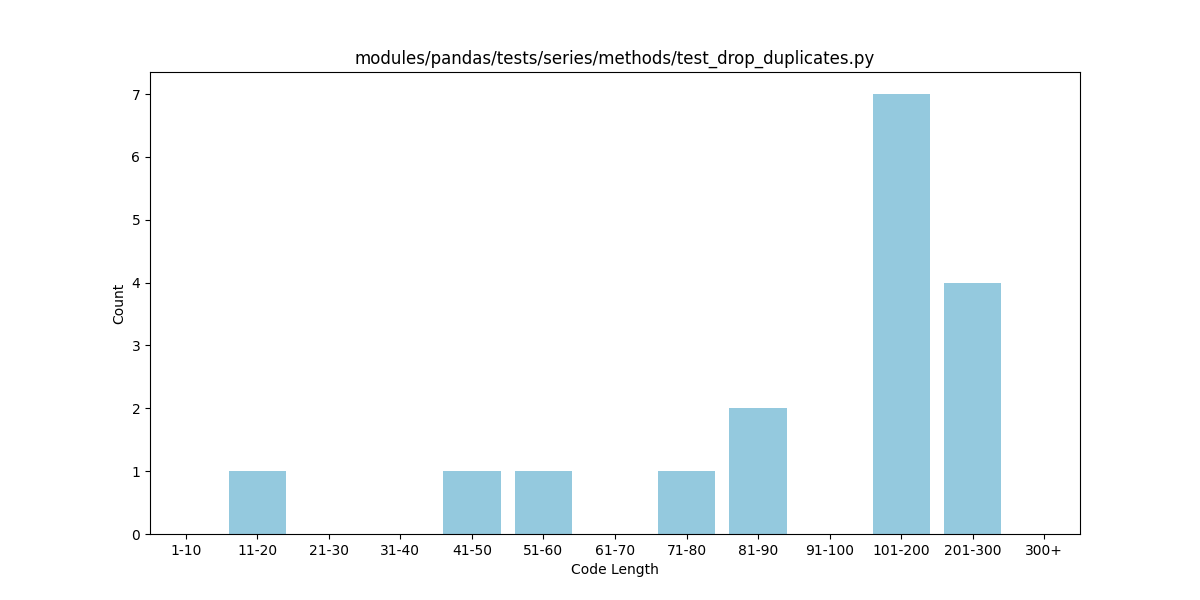 modules/pandas/tests/series/methods/test_drop_duplicates.py
7
6
5
4
3
2
1
0
Count
1-10 11-20 21-30 31-40 41-50 51-60 61-70 71-80 81-90 91-100 101-200 201-300 300+
Code Length